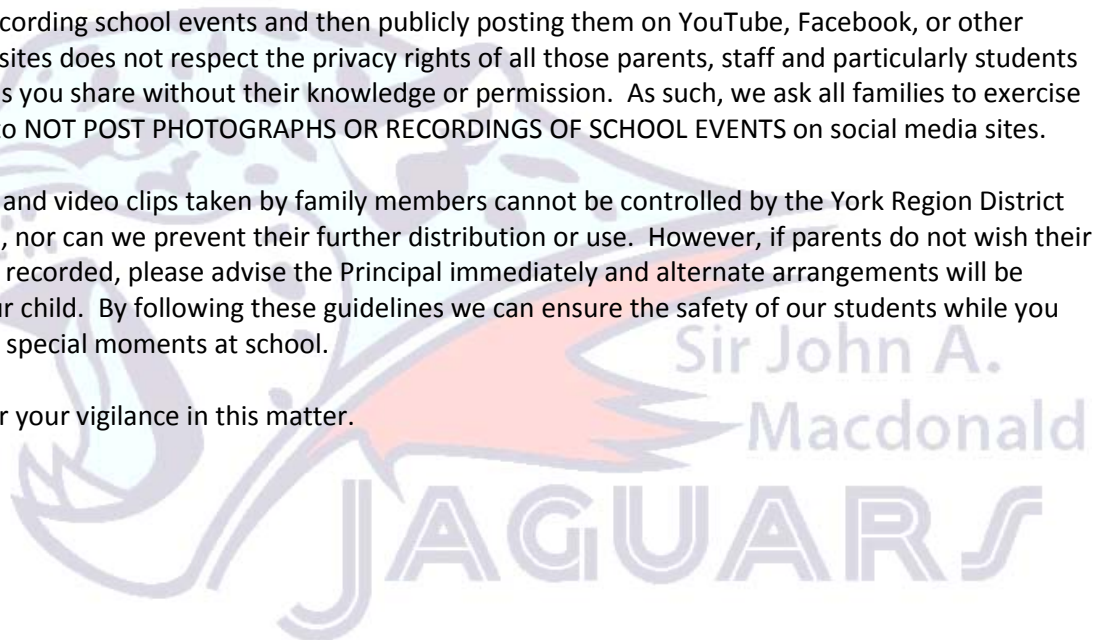 cording school events and then publicly posting them on YouTube, Facebook, or other
sites does not respect the privacy rights of all those parents, staff and particularly students
s you share without their knowledge or permission.  As such, we ask all families to exercise
to NOT POST PHOTOGRAPHS OR RECORDINGS OF SCHOOL EVENTS on social media sites.
and video clips taken by family members cannot be controlled by the York Region District
, nor can we prevent their further distribution or use.  However, if parents do not wish their
recorded, please advise the Principal immediately and alternate arrangements will be
ur child.  By following these guidelines we can ensure the safety of our students while you
special moments at school.
Sir John A.
r your vigilance in this matter.
Macdonald
JAGUARS